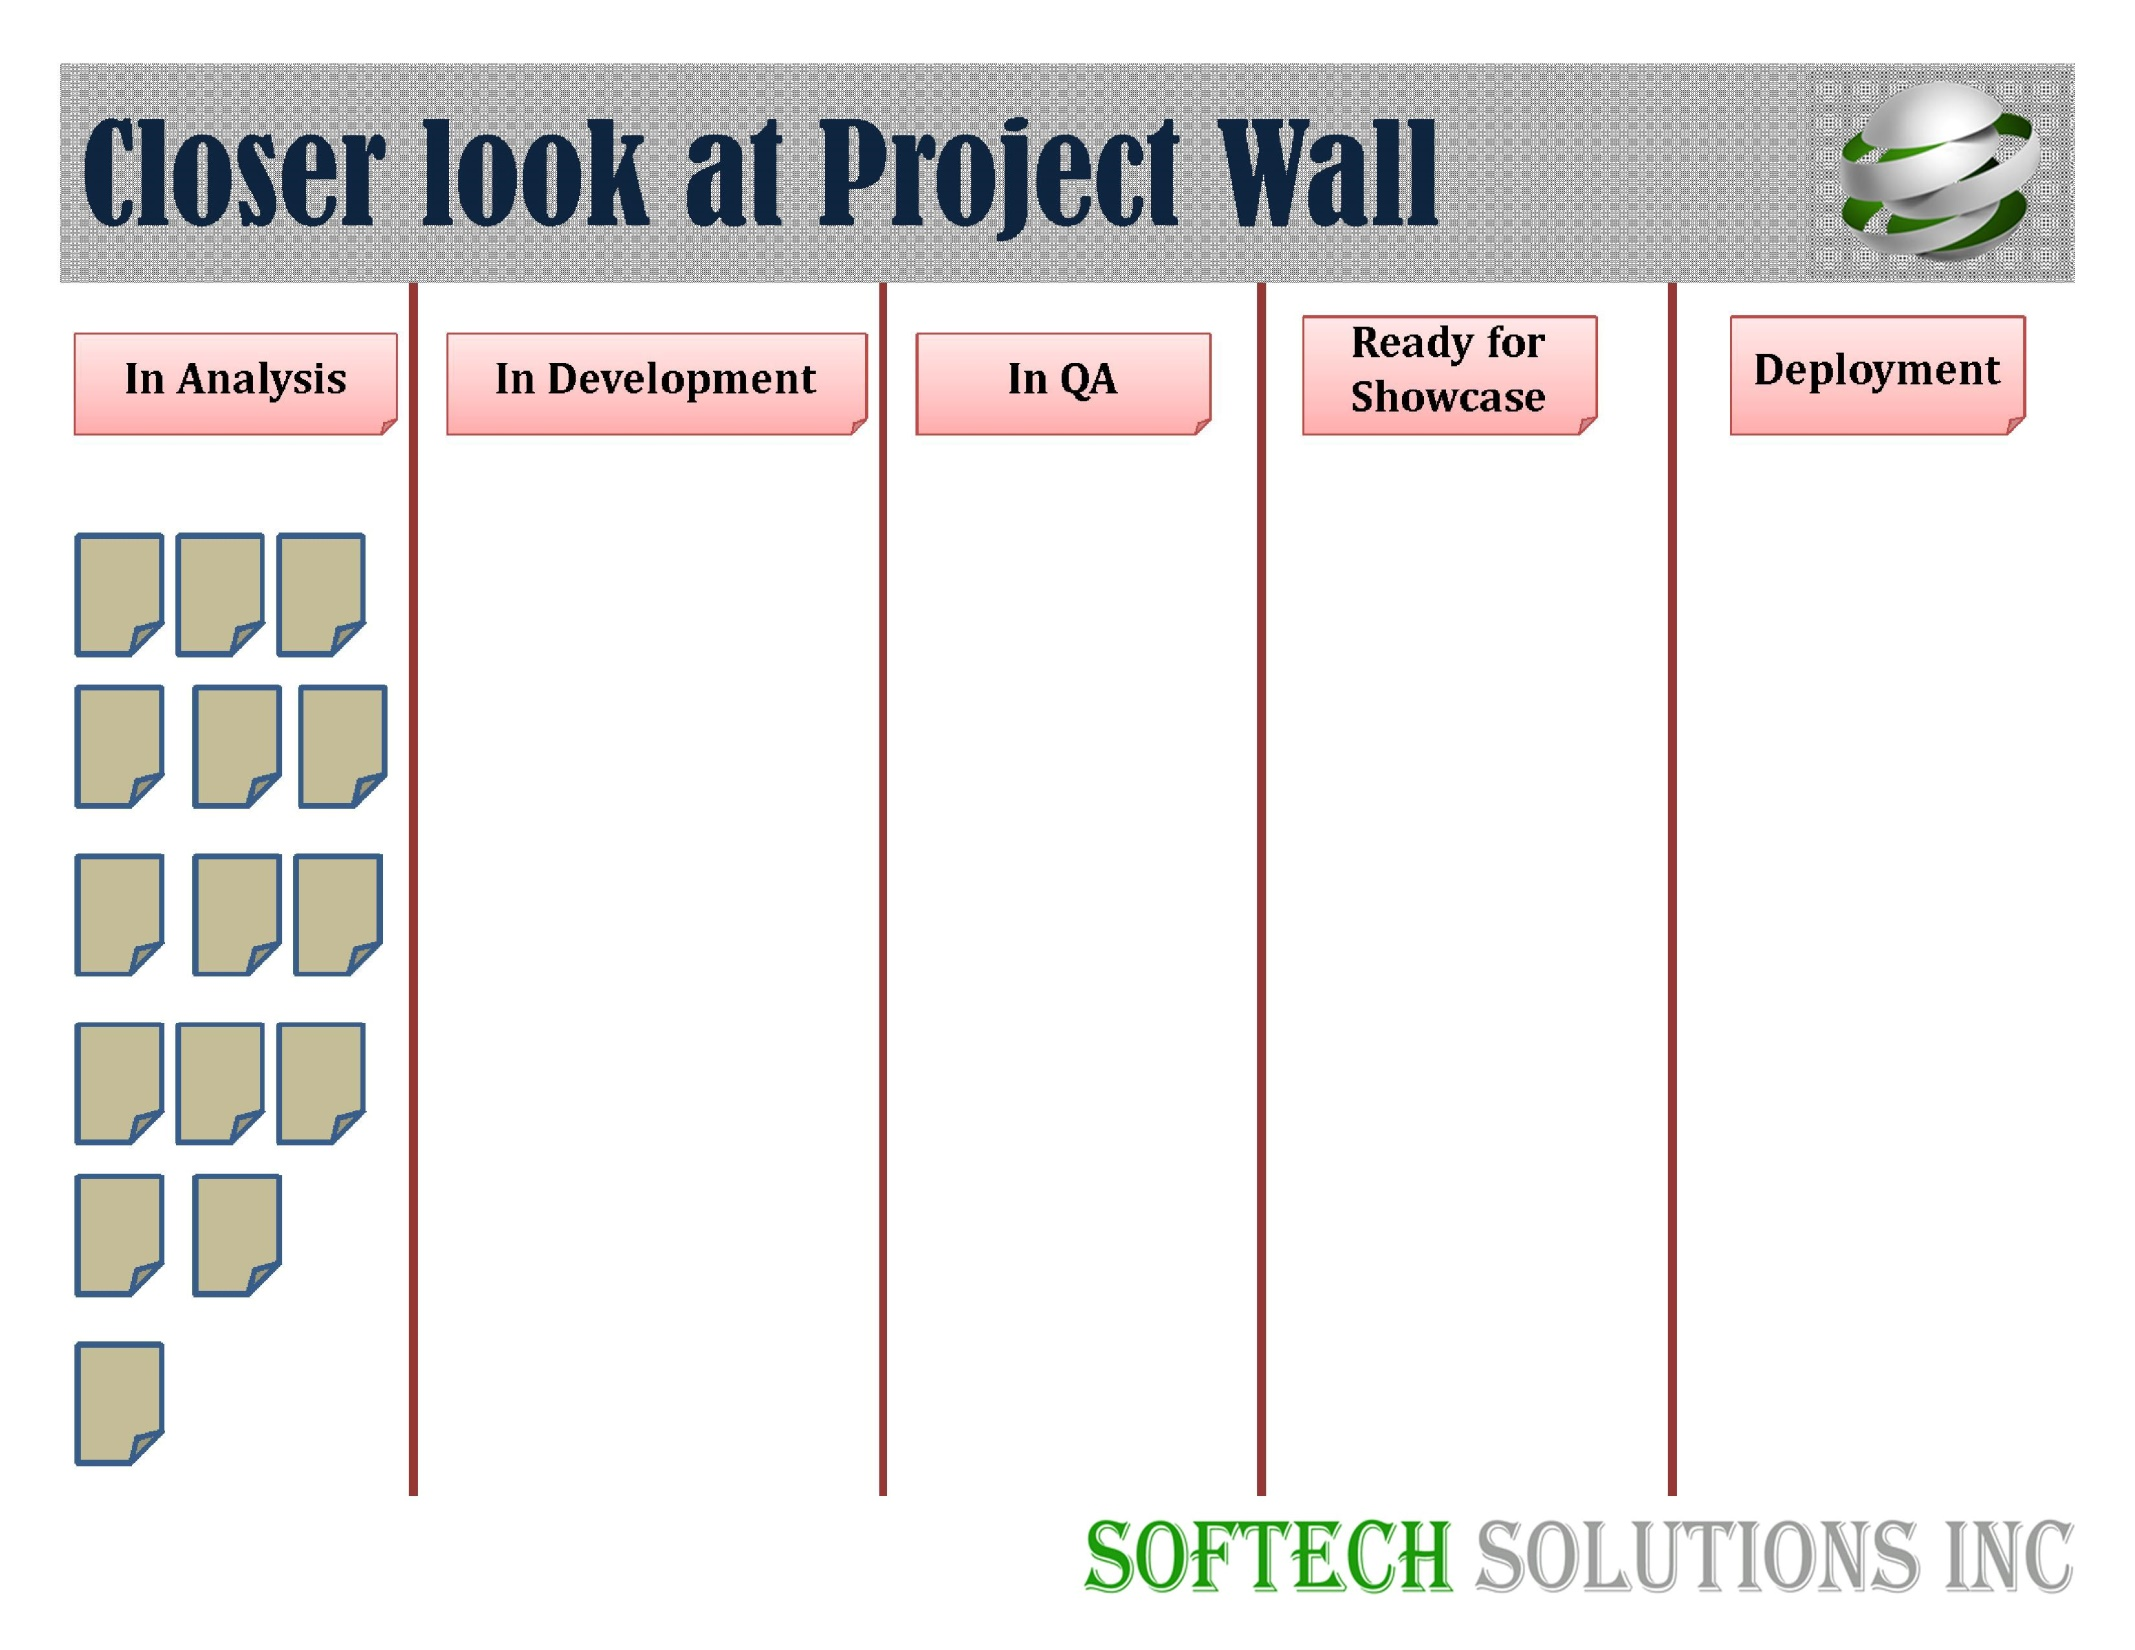 Closer look at Project Wall
In Analysis
In Development
In QA
Ready for
Showcase
Deployment
SOFTECH SOLUTIONS INC